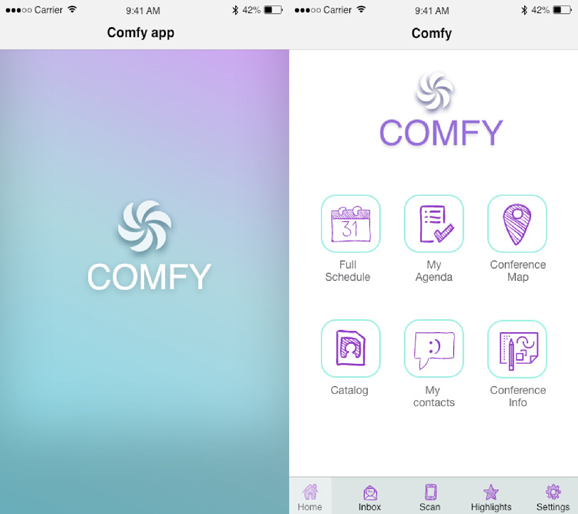 ●●●○○ Carrier 9:41 AM 42%
Comfy app
COMFY
●●●○○ Carrier 9:41 AM 42%
Comfy
COMFY
31
Full
Schedule
My
Agenda
Conference
Map
Catalog
:)
My
contacts
Conference
Info
Home
Inbox
Scan
Highlights
Settings